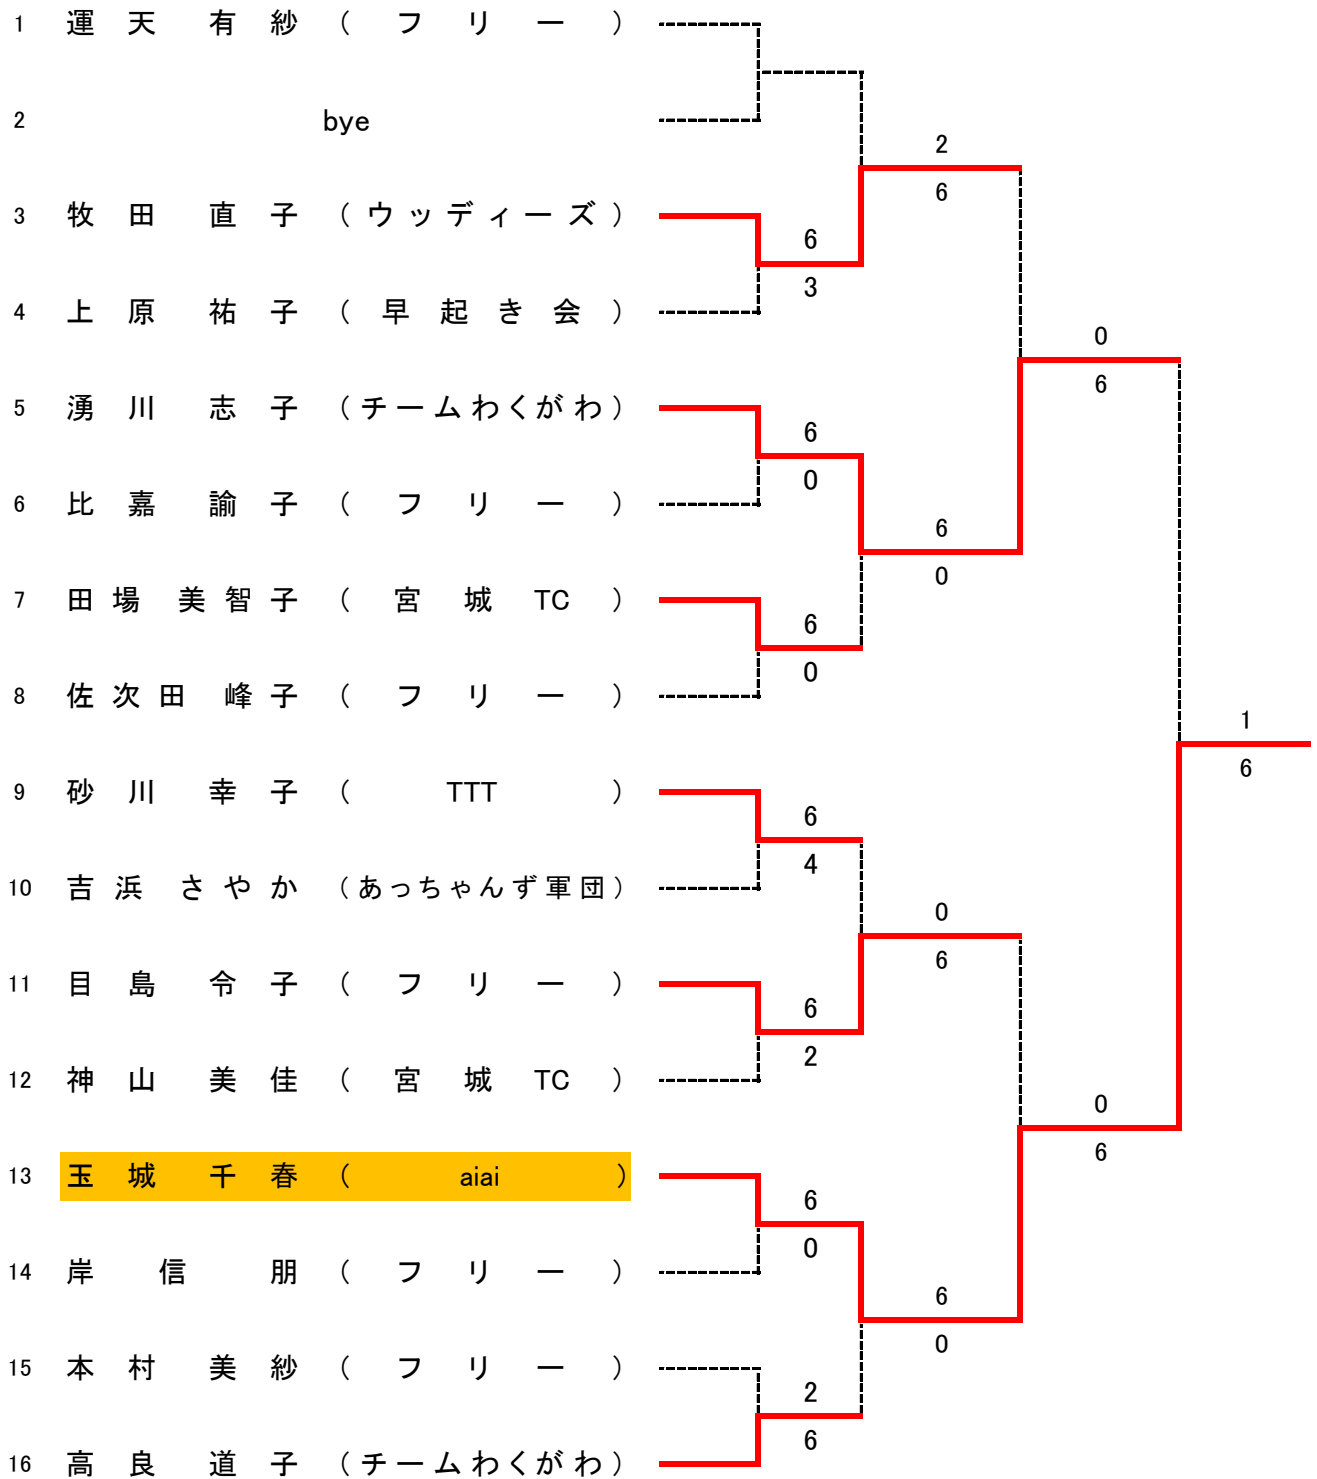 1 運天 有紗 (フリー)
2 bye
2
6
3 牧田 直子 (ウッディーズ)
6
3
4 上原 祐子 (早起き会)
0
6
5 湧川 志子 (チームわくがわ)
6
0
6 比嘉 諭子 (フリー)
6
0
7 田場 美智子 (宮城TC)
6
0
8 佐次田 峰子 (フリー)
1
6
9 砂川 幸子 (TTT)
6
4
10 吉浜 さやか (あっちゃんず軍団)
0
6
11 目島 令子 (フリー)
6
2
12 神山 美佳 (宮城TC)
0
6
13 玉城 千春 (aiai)
6
0
14 岸 信朋 (フリー)
6
0
15 本村 美紗 (フリー)
2
6
16 高良 道子 (チームわくがわ)